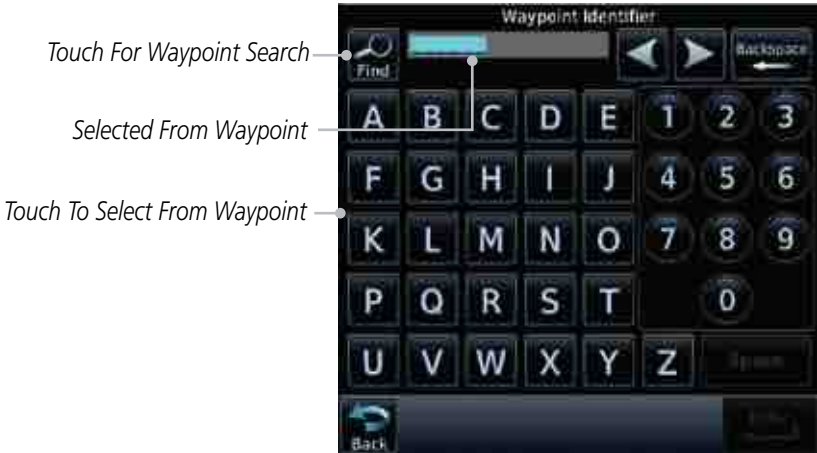 Waypoint Identifier
Touch For Waypoint Search
Find
Backspace
Selected From Waypoint
A B C D E 1 2 3
F G H I J 4 5 6
Touch To Select From Waypoint
K L M N O 7 8 9
P Q R S T 0
U V W X Y Z Space
Back